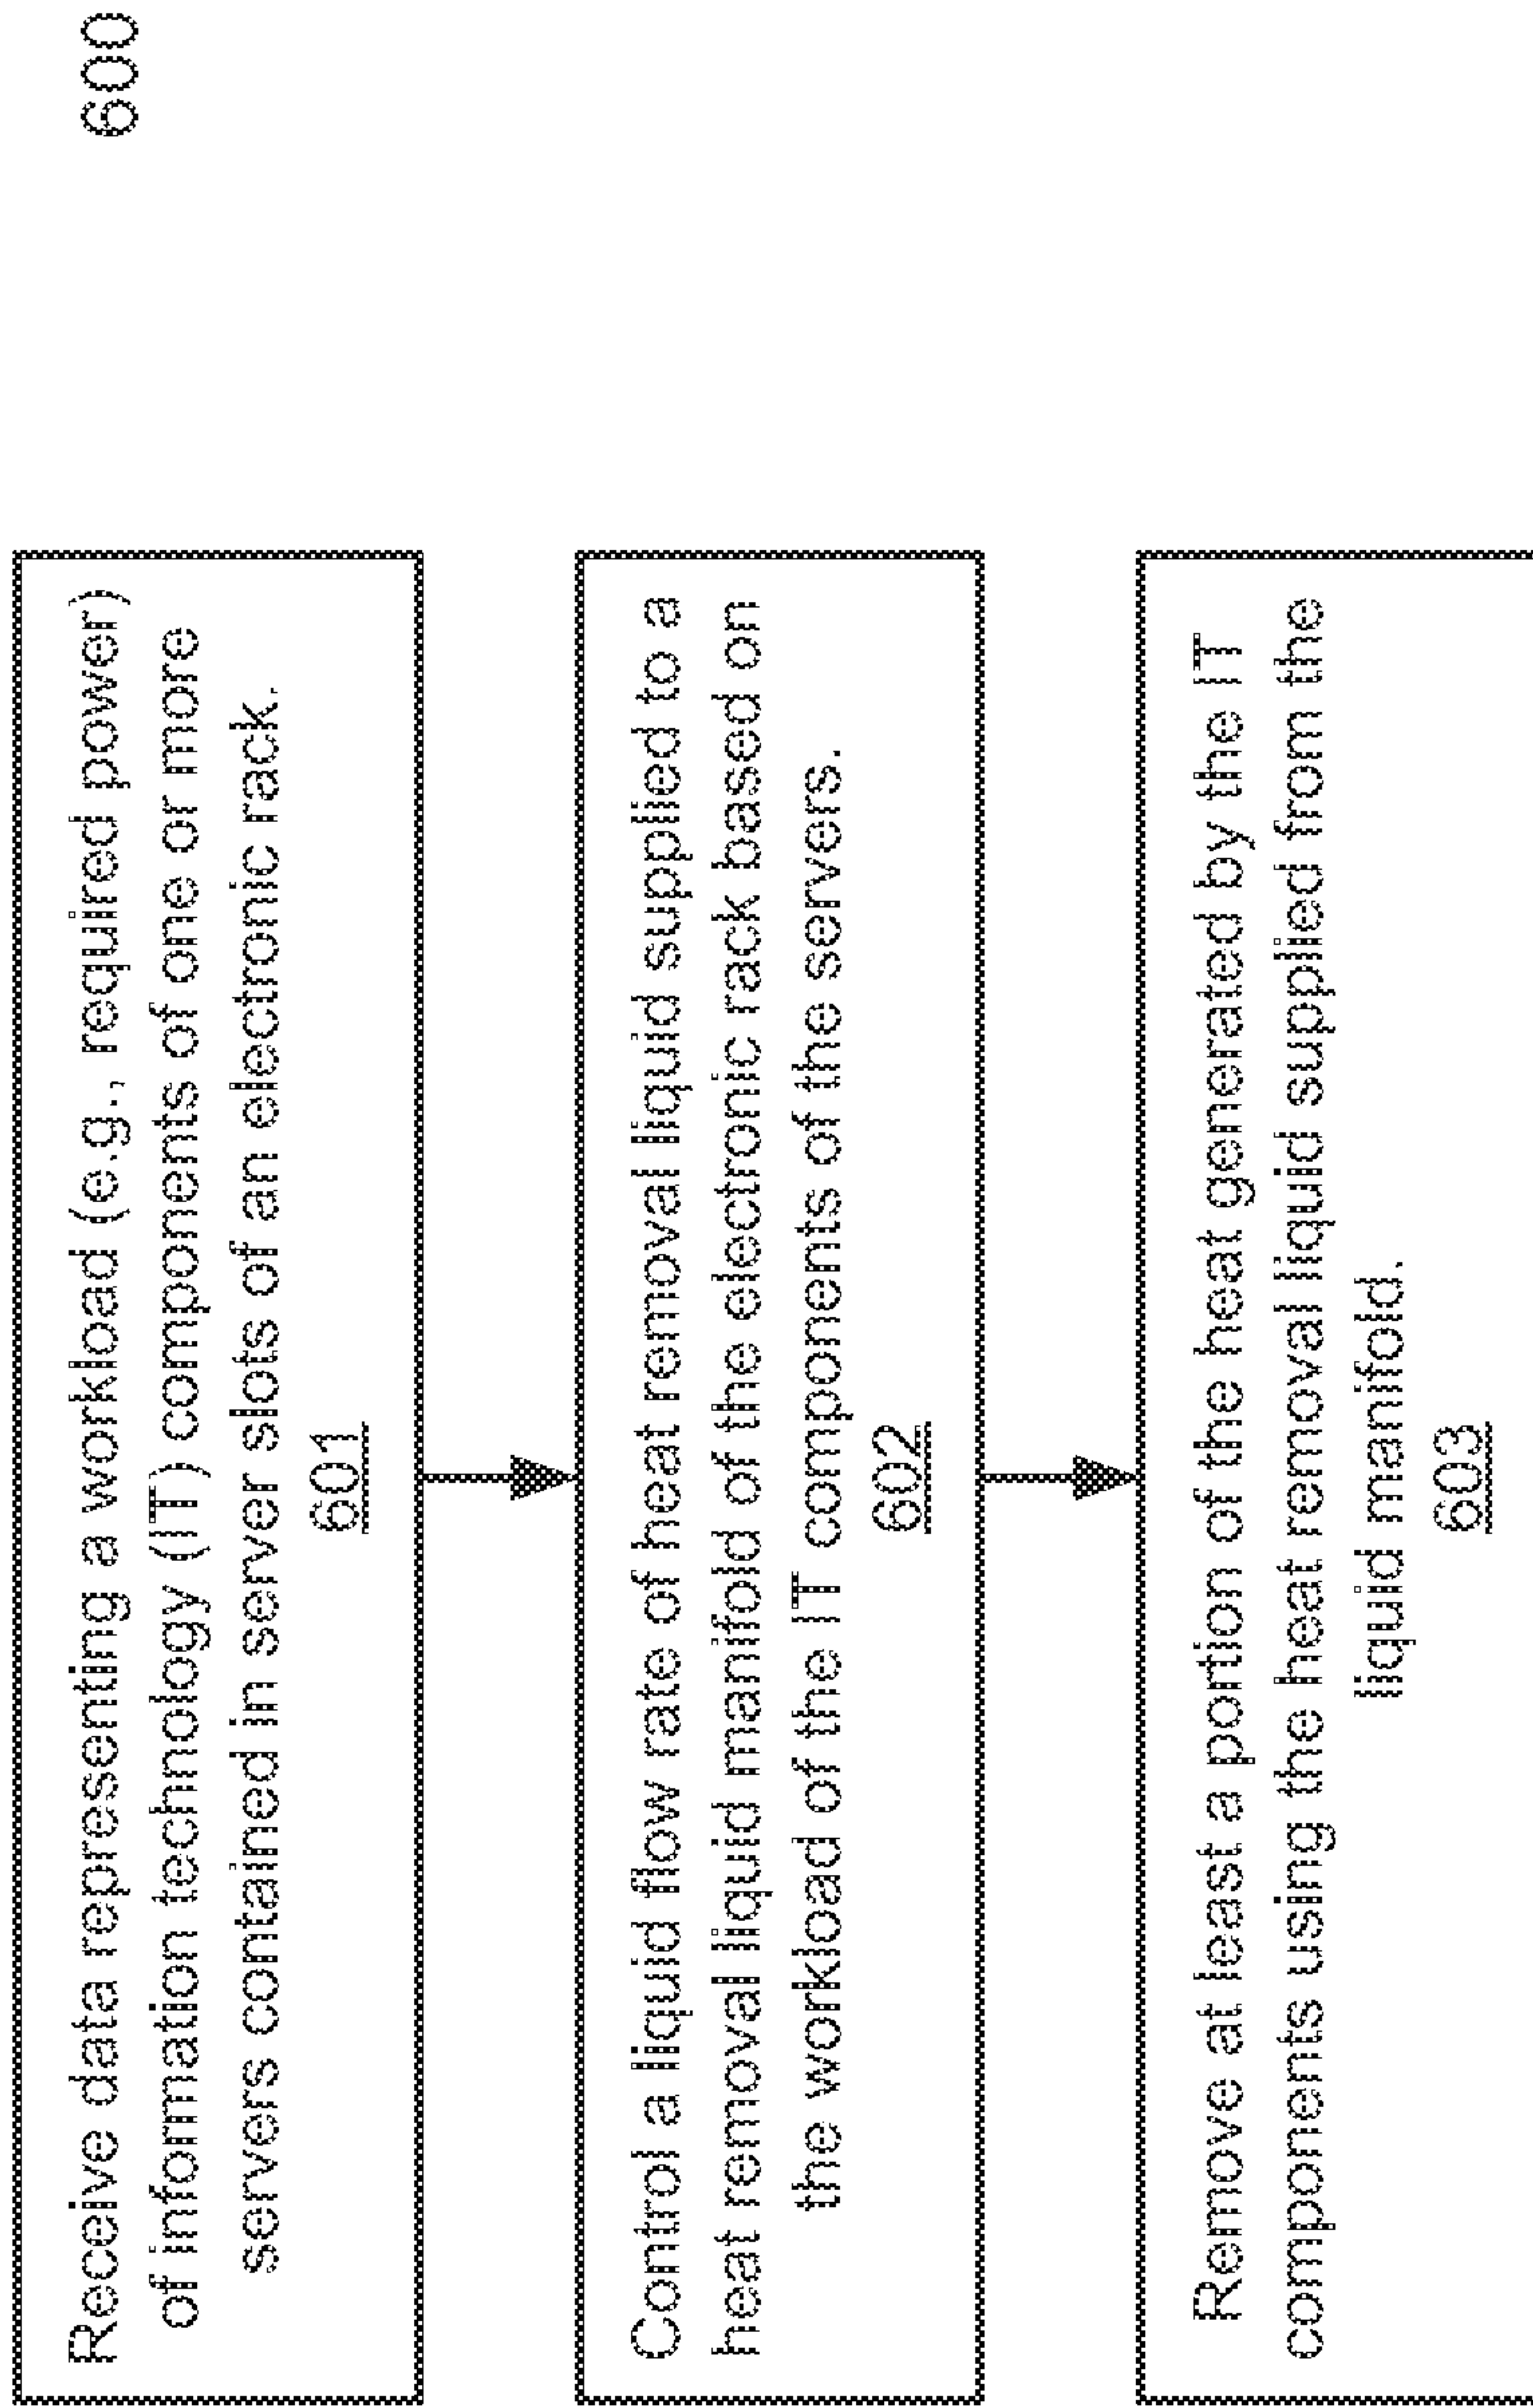 600
Receive data representing a workload (e.g., required power)
of information technology (IT) components of one or more
servers contained in server slots of an electronic rack.
601
Control a liquid flow rate of heat removal liquid supplied to a
heat removal liquid manifold of the electronic rack based on
the workload of the IT components of the servers.
602
Remove at least a portion of the heat generated by the IT
components using the heat removal liquid supplied from the
liquid manifold.
603